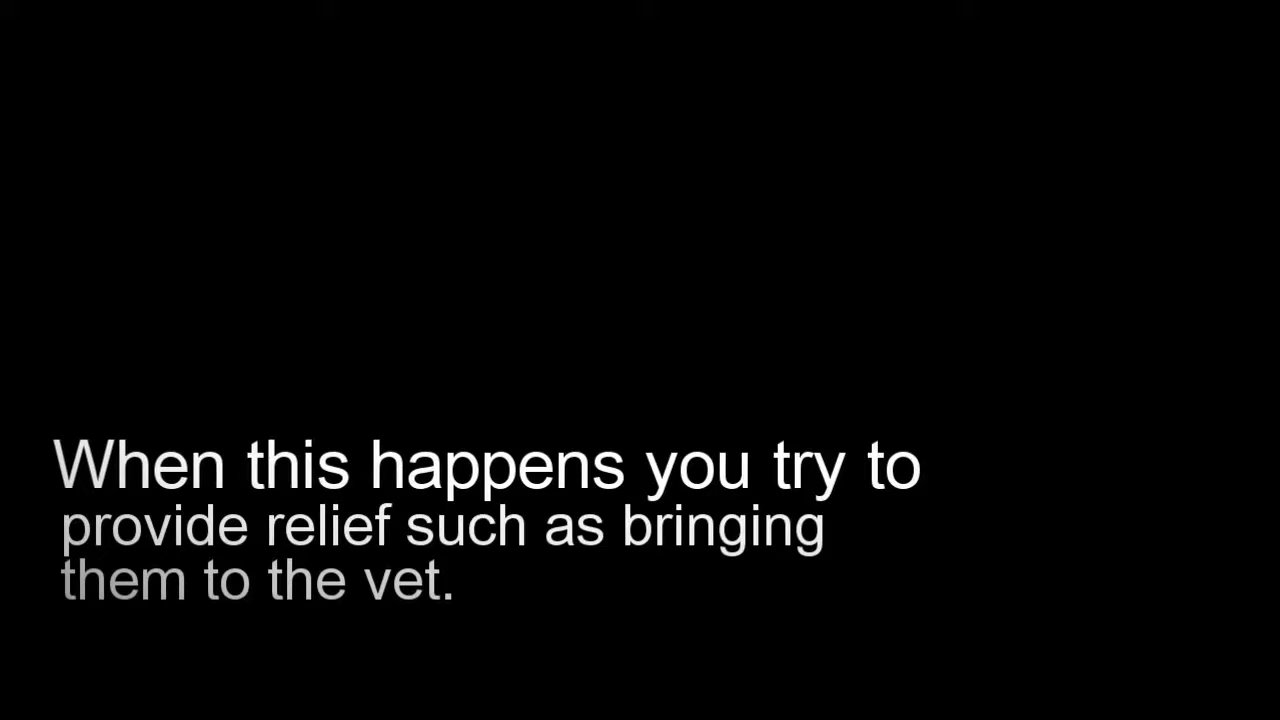 When this happens you try to
provide relief such as bringing
them to the vet.